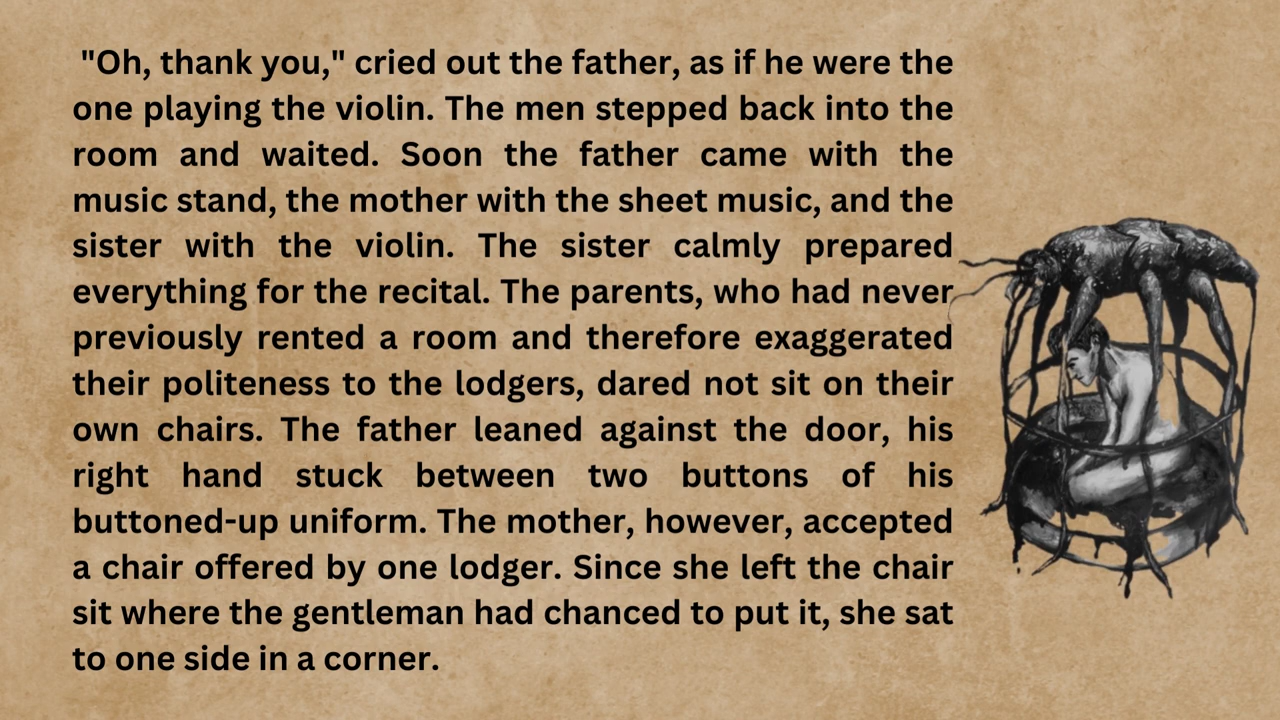 "Oh, thank you," cried out the father, as if he were the
one playing the violin. The men stepped back into the
room and waited. Soon the father came with the
music stand, the mother with the sheet music, and the
sister with the violin. The sister calmly prepared
everything for the recital. The parents, who had never
previously rented a room and therefore exaggerated
their politeness to the lodgers, dared not sit on their
own chairs. The father leaned against the door, his
right hand stuck between two buttons of his
buttoned-up uniform. The mother, however, accepted
a chair offered by one lodger. Since she left the chair
sit where the gentleman had chanced to put it, she sat
to one side in a corner.